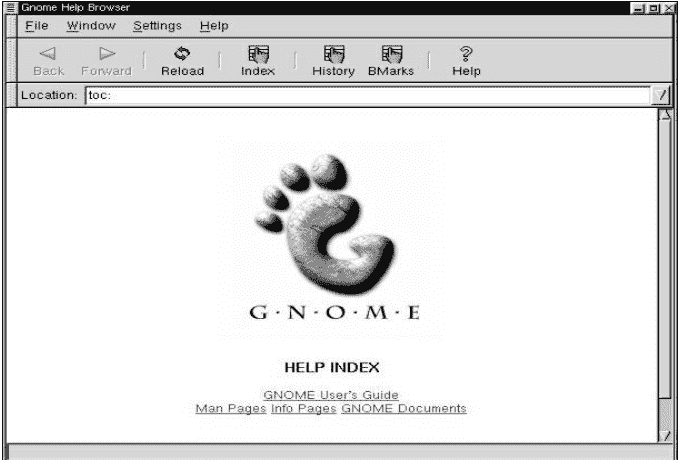 Gnome Help Browser
File Window Settings Help
Back Forward Reload Index History BMarks Help
Location: toc:
G·N·O·M·E
HELP INDEX
GNOME User's Guide
Man Pages Info Pages GNOME Documents